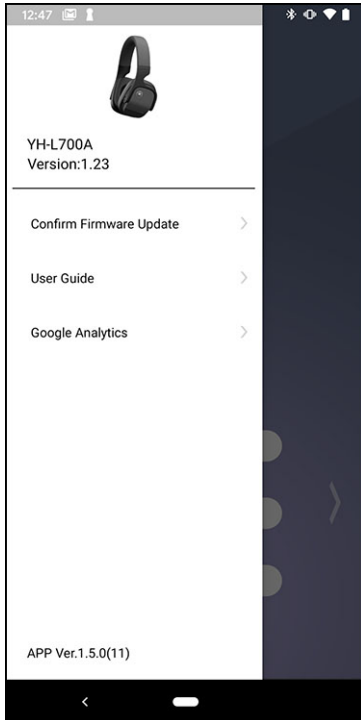 12:47
YH-L700A
Version:1.23
Confirm Firmware Update
User Guide
Google Analytics
APP Ver.1.5.0(11)